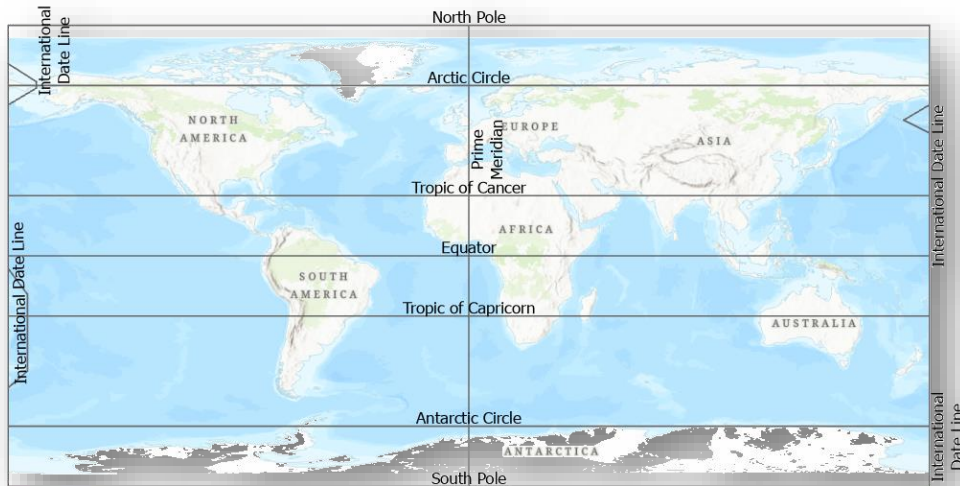 North Pole
International
Date Line
Arctic Circle
NORTH
AMERICA
Prime
Meridian
EUROPE
ASIA
International Date Line
Tropic of Cancer
AFRICA
Equator
International Date Line
SOUTH
AMERICA
Tropic of Capricorn
AUSTRALIA
Antarctic Circle
International
Date Line
ANTARCTICA
South Pole